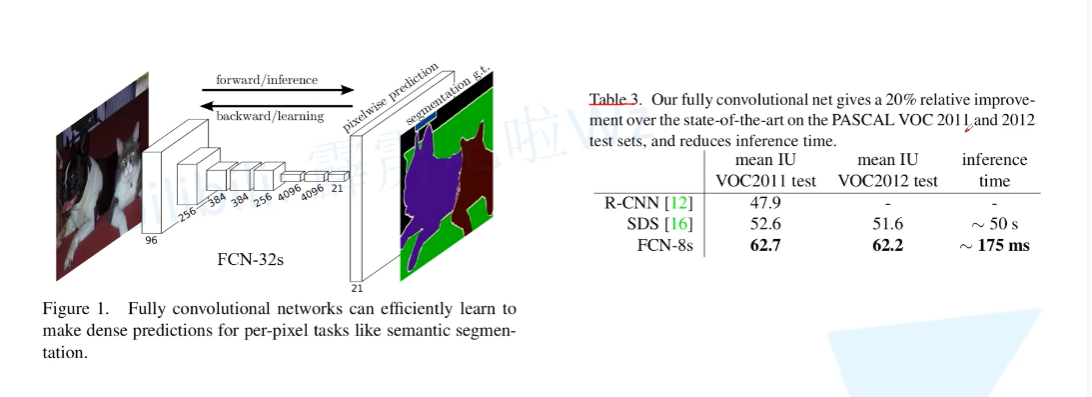 forward/inference
backward/learning
pixelwise prediction
segmentation g.t.
96
256
384
384
256
4096
4096
21
21
FCN-32s
Figure 1. Fully convolutional networks can efficiently learn to
make dense predictions for per-pixel tasks like semantic segmen-
tation.
Table 3. Our fully convolutional net gives a 20% relative improve-
ment over the state-of-the-art on the PASCAL VOC 2011 and 2012
test sets, and reduces inference time.
mean IU mean IU inference
VOC2011 test VOC2012 test time
R-CNN [12] 47.9 - -
SDS [16] 52.6 51.6 ∼ 50 s
FCN-8s 62.7 62.2 ∼ 175 ms